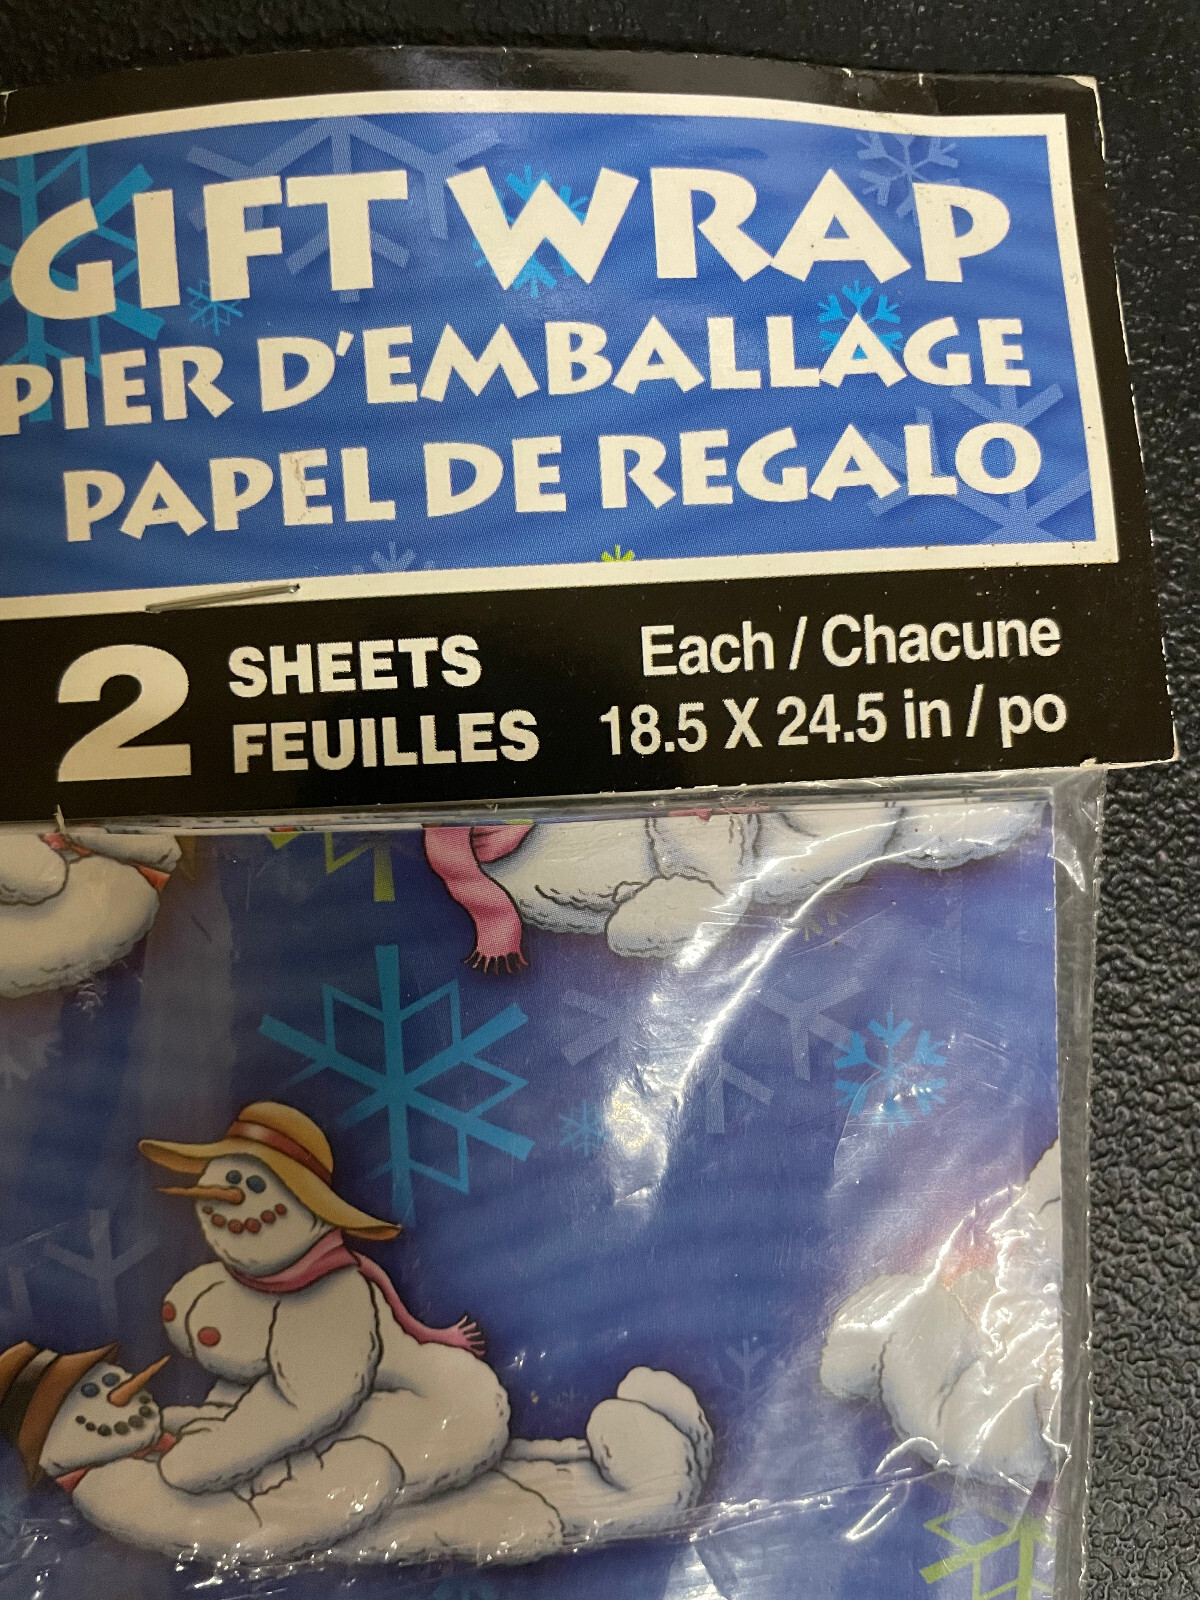 GIFT WRAP
PIER D'EMBALLAGE
PAPEL DE REGALO
2 SHEETS
FEUILLES
Each / Chacune
18.5 X 24.5 in / po